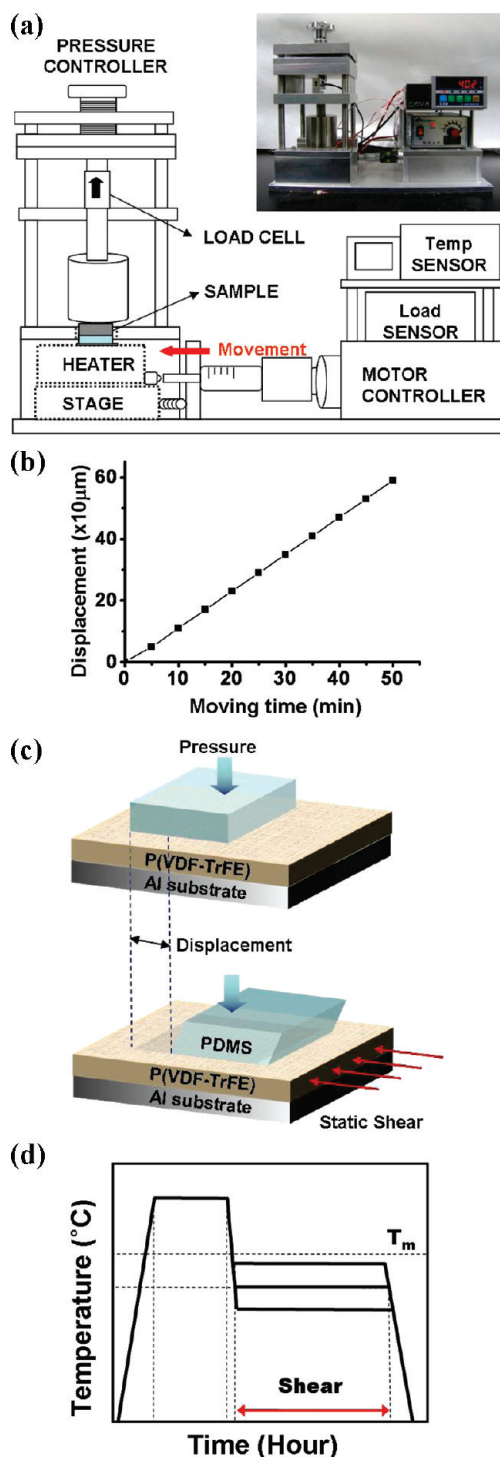 (a)
PRESSURE
CONTROLLER
402
LOAD CELL
SAMPLE
Temp
SENSOR
Load
SENSOR
Movement
HEATER
STAGE
MOTOR
CONTROLLER
(b)
Displacement (x10μm)
60
40
20
0
0 10 20 30 40 50
Moving time (min)
(c)
Pressure
P(VDF-TrFE)
Al substrate
Displacement
PDMS
P(VDF-TrFE)
Al substrate
Static Shear
(d)
Temperature (°C)
Tm
Shear
Time (Hour)